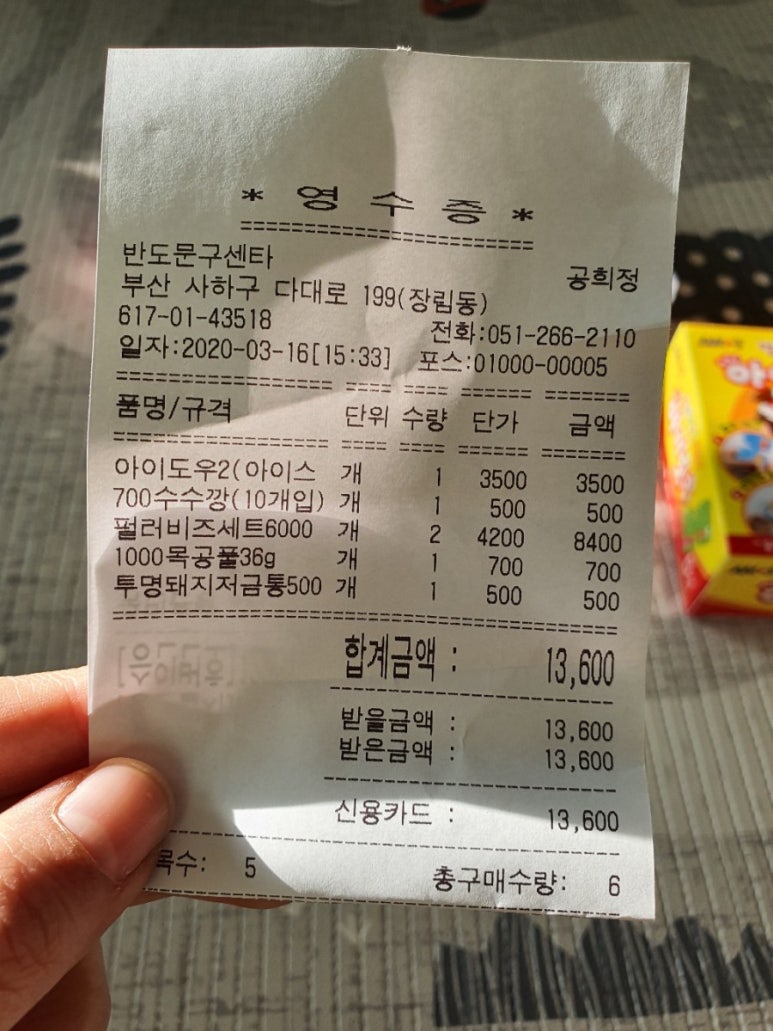 * 영 수 증 *
반도문구센타 공희정
부산 사하구 다대로 199(장림동)
617-01-43518 전화:051-266-2110
일자:2020-03-16[15:33] 포스:01000-00005
품명/규격 단위 수량 단가 금액
아이도우2(아이스 개 1 3500 3500
700수수깡(10개입) 개 1 500 500
펄러비즈세트6000 개 2 4200 8400
1000목공풀36g 개 1 700 700
투명돼지저금통500 개 1 500 500
합계금액 : 13,600
받을금액 : 13,600
받은금액 : 13,600
신용카드 : 13,600
목수: 5 총구매수량: 6